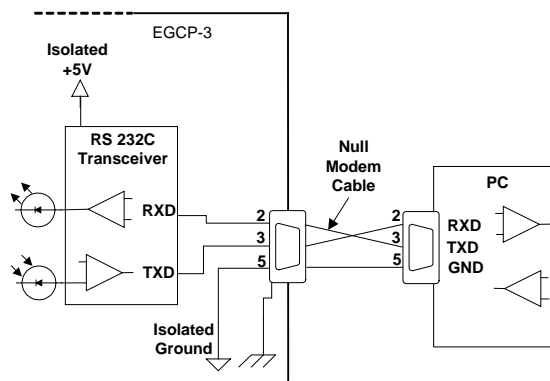 EGCP-3
Isolated
+5V
RS 232C
Transceiver
RXD
TXD
2
3
5
Isolated
Ground
Null
Modem
Cable
2
3
5
PC
RXD
TXD
GND